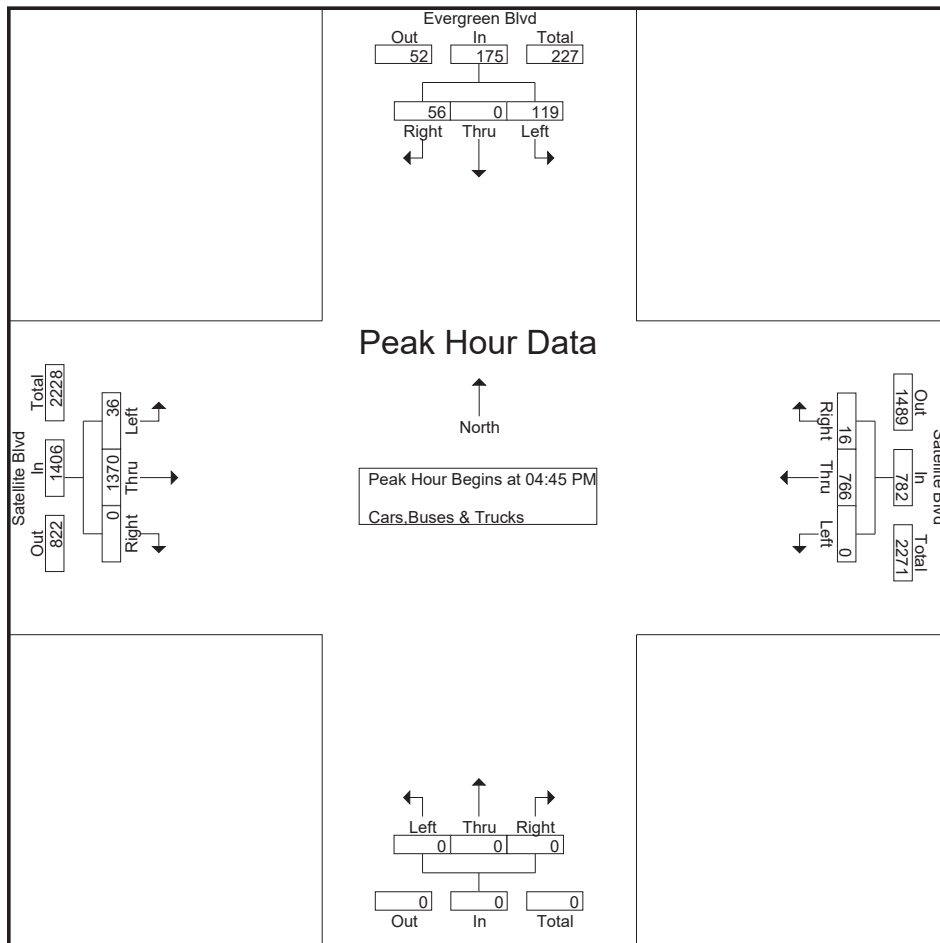 Evergreen Blvd
Out In Total
52 175 227
56 0 119
Right Thru Left
Peak Hour Data
North
Peak Hour Begins at 04:45 PM
Cars,Buses & Trucks
Satellite Blvd
Out In Total
822 1406 2228
0 1370 36
Right Thru Left
Satellite Blvd
Out In Total
1489 782 2271
16 766 0
Right Thru Left
Left Thru Right
0 0 0
0 0 0
Out In Total